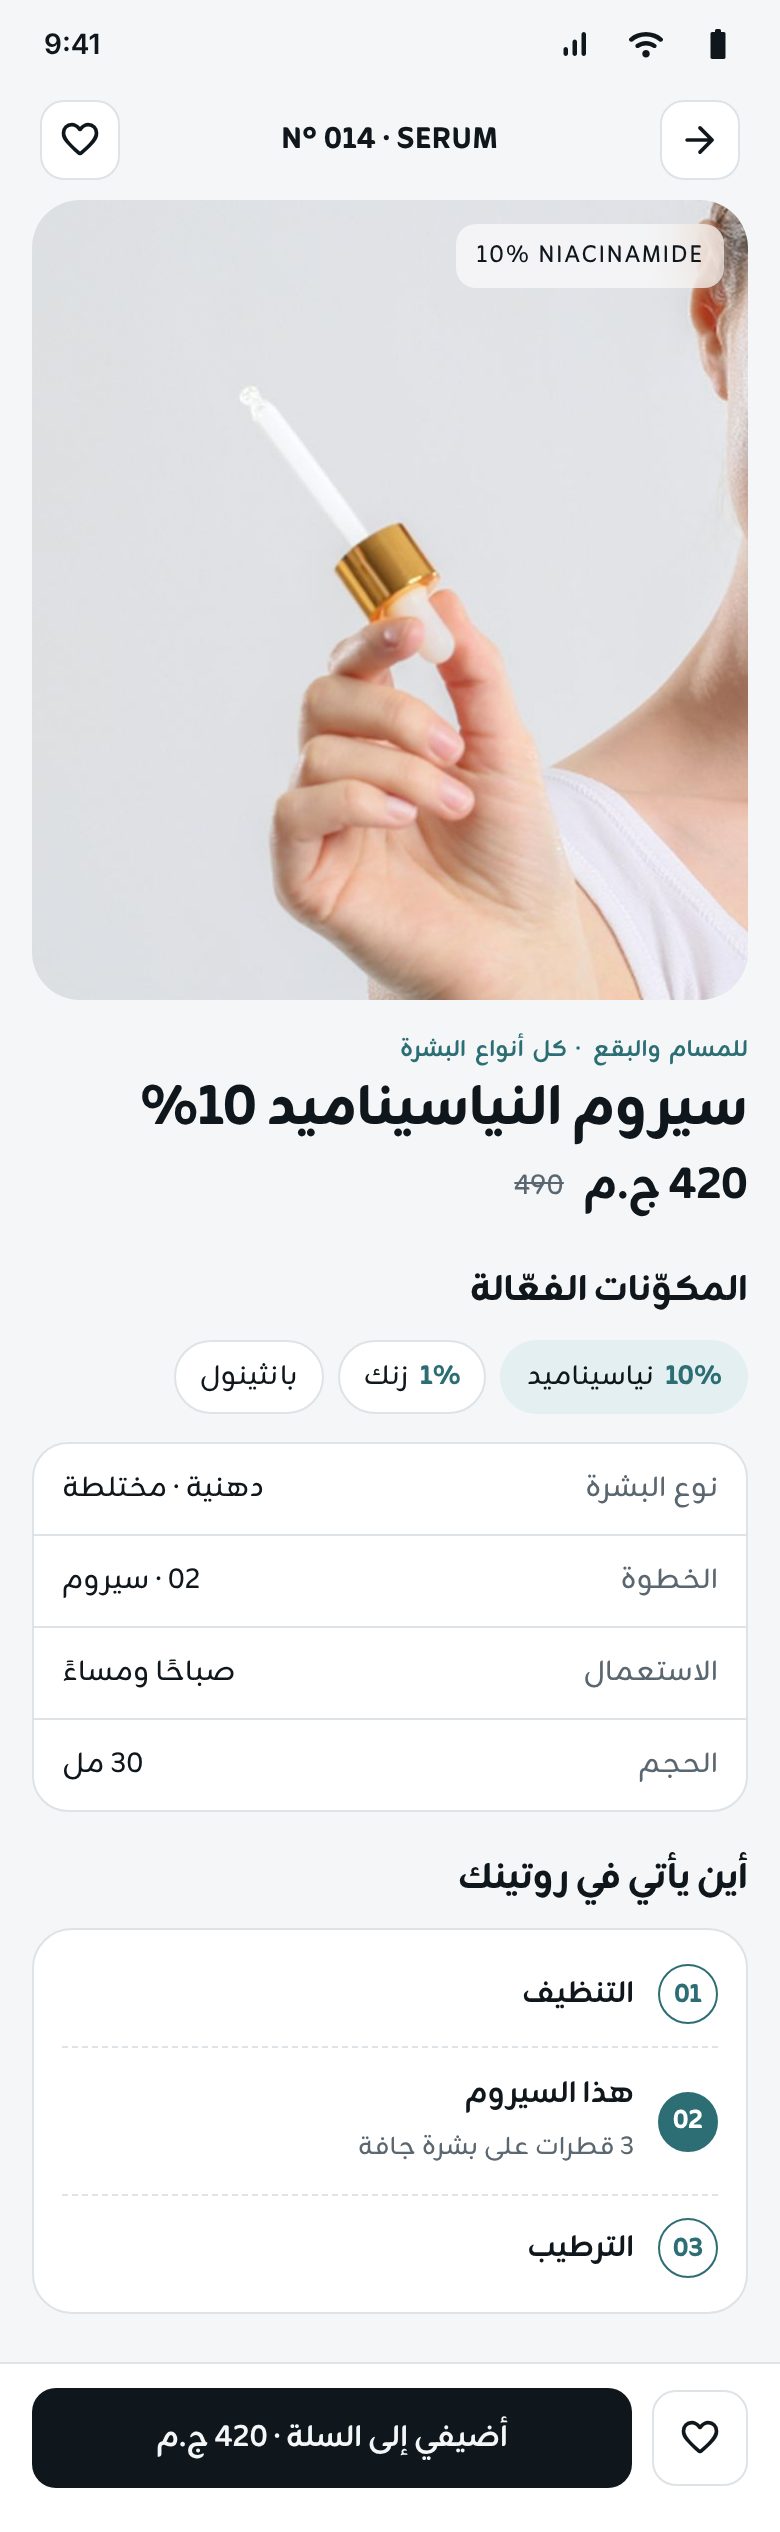 9:41
Nº 014 · SERUM
10% NIACINAMIDE
للمسام والبقع · كل أنواع البشرة
سيروم النياسيناميد 10%
420 ج.م 490
المكوّنات الفعّالة
10% نياسيناميد
1% زنك
بانثينول
نوع البشرة دهنية · مختلطة
الخطوة 02 · سيروم
الاستعمال صباحًا ومساءً
الحجم 30 مل
أين يأتي في روتينك
01 التنظيف
02 هذا السيروم
3 قطرات على بشرة جافة
03 الترطيب
أضيفي إلى السلة · 420 ج.م